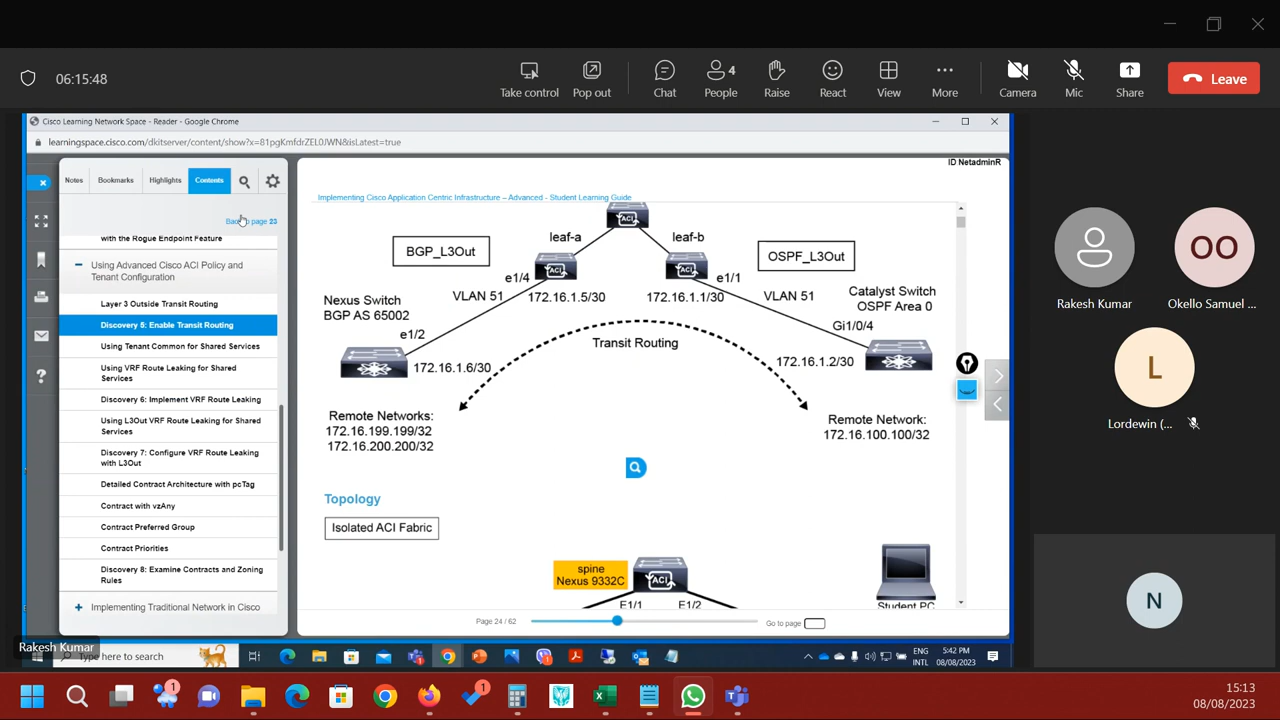 06:15:48
Take control
Pop out
Chat
4
People
Raise
React
View
More
Camera
Mic
Share
Leave
Cisco Learning Network Space - Reader - Google Chrome
learningspace.cisco.com/dkitserver/content/show?x=81pgKmfdrZEL0JWN&isLatest=true
ID NetadminR
Notes
Bookmarks
Highlights
Contents
Back to page 23
with the Rogue Endpoint Feature
Using Advanced Cisco ACI Policy and
Tenant Configuration
Layer 3 Outside Transit Routing
Discovery 5: Enable Transit Routing
Using Tenant Common for Shared Services
Using VRF Route Leaking for Shared
Services
Discovery 6: Implement VRF Route Leaking
Using L3Out VRF Route Leaking for Shared
Services
Discovery 7: Configure VRF Route Leaking
with L3Out
Detailed Contract Architecture with pcTag
Contract with vzAny
Contract Preferred Group
Contract Priorities
Discovery 8: Examine Contracts and Zoning
Rules
Implementing Traditional Network in Cisco
Implementing Cisco Application Centric Infrastructure – Advanced - Student Learning Guide
ACI
leaf-a
leaf-b
BGP_L3Out
OSPF_L3Out
ACI
ACI
e1/4
e1/1
VLAN 51
172.16.1.5/30
172.16.1.1/30
VLAN 51
Nexus Switch
BGP AS 65002
Catalyst Switch
OSPF Area 0
e1/2
Gi1/0/4
Transit Routing
172.16.1.6/30
172.16.1.2/30
Remote Networks:
172.16.199.199/32
172.16.200.200/32
Remote Network:
172.16.100.100/32
Topology
Isolated ACI Fabric
spine
Nexus 9332C
ACI
E1/1
E1/2
Student PC
Page 24 / 62
Go to page
Rakesh Kumar
Type here to search
ENG
INTL
5:42 PM
08/08/2023
Rakesh Kumar
OO
Okello Samuel ...
L
Lordewin (...
N
1
1
15:13
08/08/2023